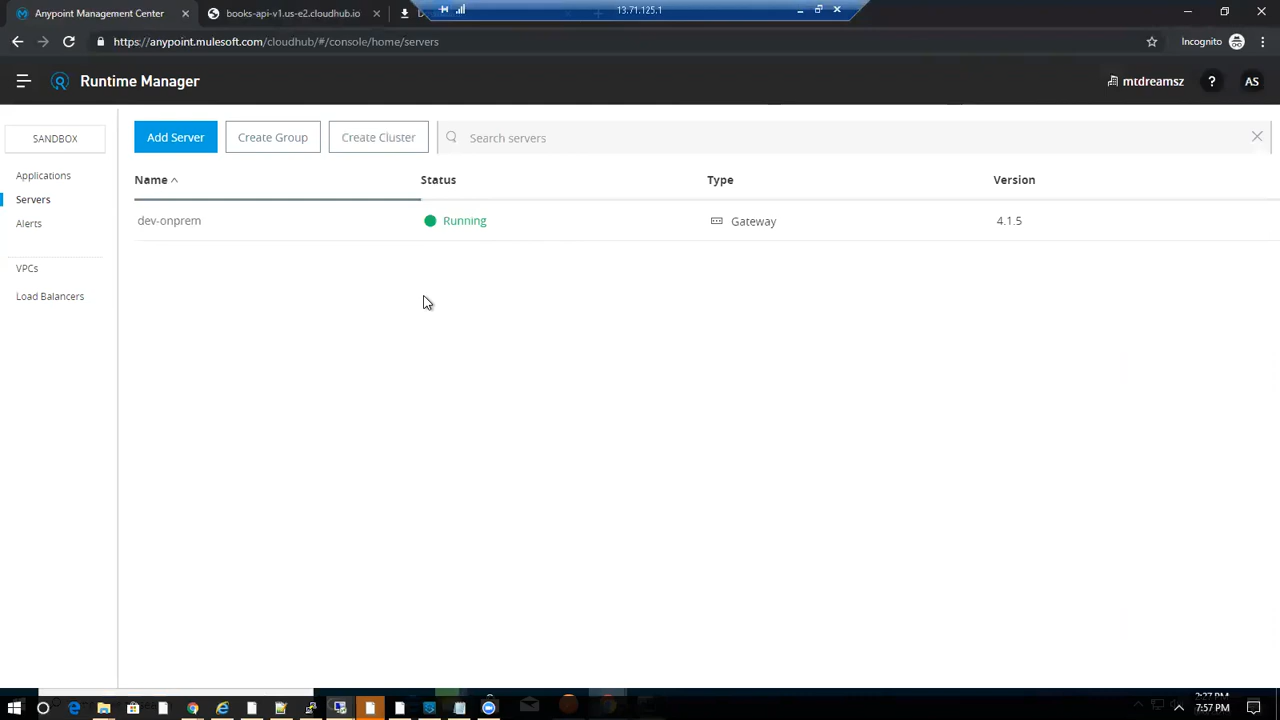 Anypoint Management Center
books-api-v1.us-e2.cloudhub.io
13.71.125.1
https://anypoint.mulesoft.com/cloudhub/#/console/home/servers
Incognito
Runtime Manager
mtdreamsz
?
AS
SANDBOX
Applications
Servers
Alerts
VPCs
Load Balancers
Add Server
Create Group
Create Cluster
Search servers
Name
Status
Type
Version
dev-onprem
Running
Gateway
4.1.5
7:57 PM